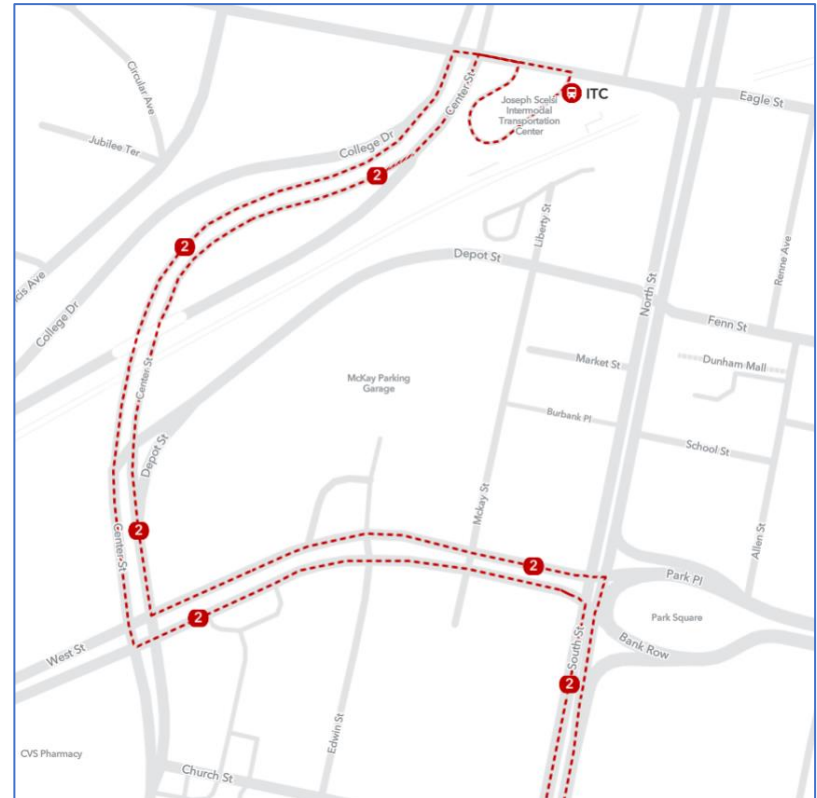 Circular Ave
Jubilee Ter
College Dr
Center St
ITC
Joseph Scelsi
Intermodal
Transportation
Center
Eagle St
2
2
Liberty St
Renne Ave
Depot St
North St
cis Ave
College Dr
Fenn St
Market St
Dunham Mall
Center St
McKay Parking
Garage
Burbank Pl
School St
Depot St
Mckay St
Allen St
2
Center St
2
Park Pl
2
Park Square
West St
South St
Bank Row
2
Edwin St
CVS Pharmacy
Church St